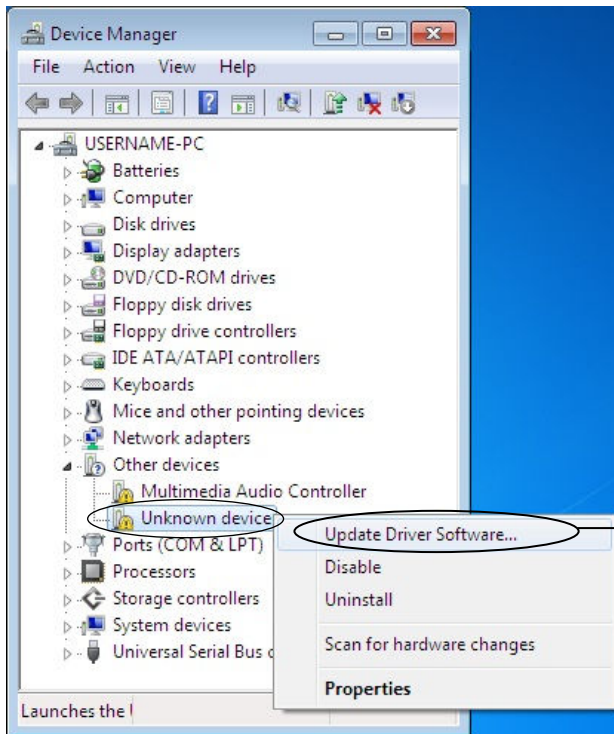 Device Manager
File Action View Help
USERNAME-PC
Batteries
Computer
Disk drives
Display adapters
DVD/CD-ROM drives
Floppy disk drives
Floppy drive controllers
IDE ATA/ATAPI controllers
Keyboards
Mice and other pointing devices
Network adapters
Other devices
Multimedia Audio Controller
Unknown device
Ports (COM & LPT)
Processors
Storage controllers
System devices
Universal Serial Bus
Update Driver Software...
Disable
Uninstall
Scan for hardware changes
Properties
Launches the